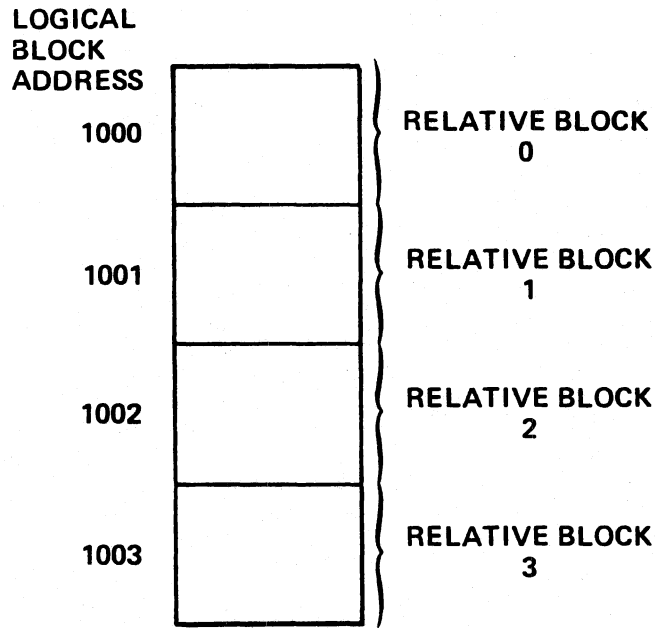 LOGICAL
BLOCK
ADDRESS
1000
RELATIVE BLOCK
0
1001
RELATIVE BLOCK
1
1002
RELATIVE BLOCK
2
1003
RELATIVE BLOCK
3